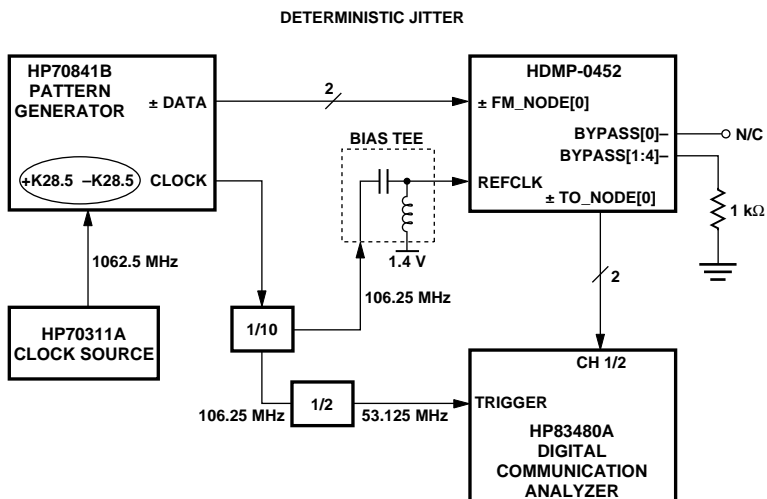 DETERMINISTIC JITTER
HP70841B
PATTERN
GENERATOR
± DATA
+K28.5 –K28.5
CLOCK
2
HDMP-0452
± FM_NODE[0]
BYPASS[0]–
N/C
BYPASS[1:4]–
REFCLK
± TO_NODE[0]
1 kΩ
BIAS TEE
1.4 V
1062.5 MHz
106.25 MHz
2
HP70311A
CLOCK SOURCE
1/10
CH 1/2
106.25 MHz
1/2
53.125 MHz
TRIGGER
HP83480A
DIGITAL
COMMUNICATION
ANALYZER